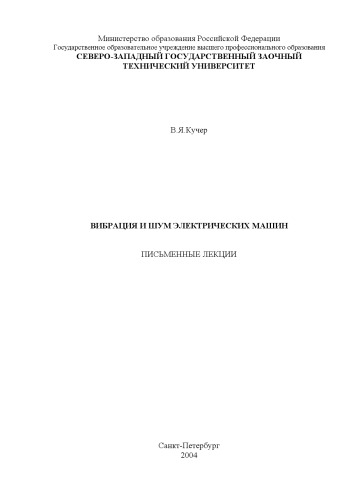 Министерство образования Российской Федерации
Государственное образовательное учреждение высшего профессионального образования
СЕВЕРО-ЗАПАДНЫЙ ГОСУДАРСТВЕННЫЙ ЗАОЧНЫЙ
ТЕХНИЧЕСКИЙ УНИВЕРСИТЕТ
В.Я.Кучер
ВИБРАЦИЯ И ШУМ ЭЛЕКТРИЧЕСКИХ МАШИН
ПИСЬМЕННЫЕ ЛЕКЦИИ
Санкт-Петербург
2004